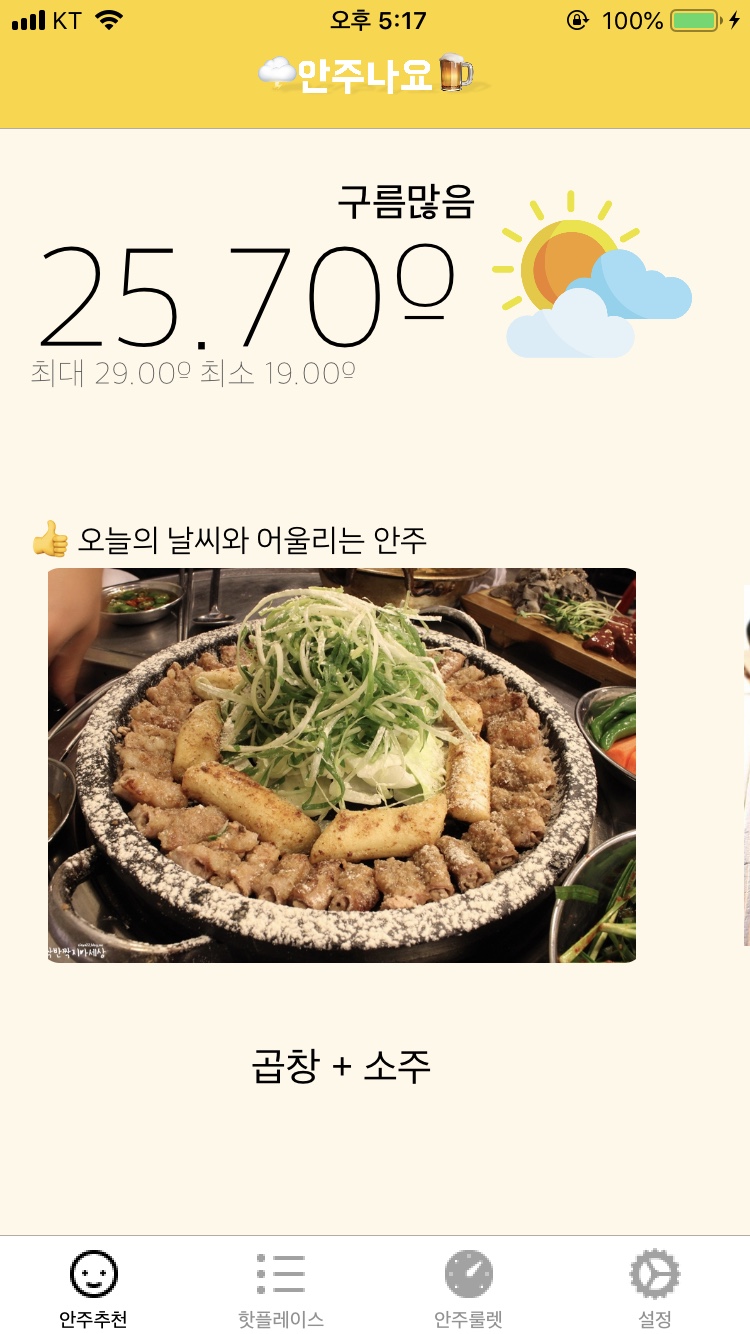 KT 오후 5:17 100%
안주나요
구름많음
25.70º
최대 29.00º 최소 19.00º
오늘의 날씨와 어울리는 안주
곱창 + 소주
안주추천 핫플레이스 안주룰렛 설정